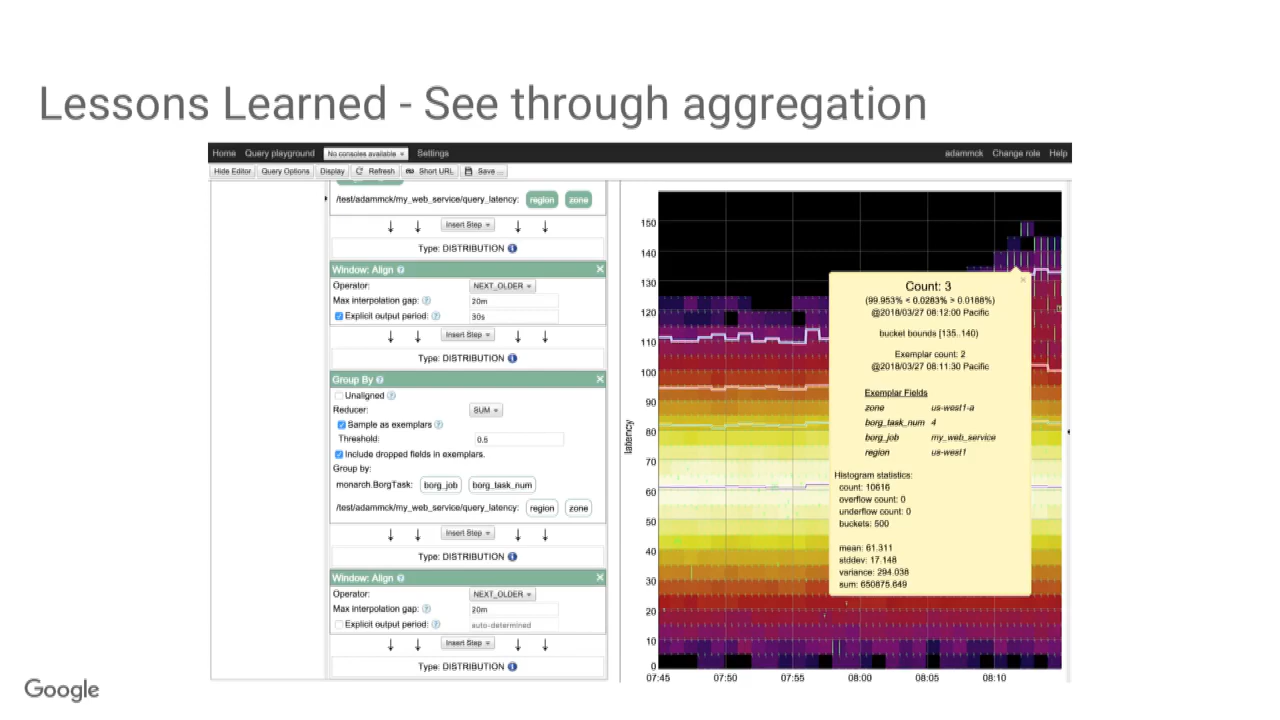 Lessons Learned - See through aggregation
Home Query playground No consoles available Settings adammck Change role Help
Hide Editor Query Options Display Refresh Short URL Save ...
/test/adammck/my_web_service/query_latency: region zone
Insert Step
Type: DISTRIBUTION
Window: Align
Operator: NEXT_OLDER
Max interpolation gap: 20m
Explicit output period: 30s
Insert Step
Type: DISTRIBUTION
Group By
Unaligned
Reducer: SUM
Sample as exemplars
Threshold: 0.5
Include dropped fields in exemplars.
Group by:
monarch.BorgTask: borg_job borg_task_num
/test/adammck/my_web_service/query_latency: region zone
Insert Step
Type: DISTRIBUTION
Window: Align
Operator: NEXT_OLDER
Max interpolation gap: 20m
Explicit output period: auto-determined
Insert Step
Type: DISTRIBUTION
latency
150
140
130
120
110
100
90
80
70
60
50
40
30
20
10
0
07:45 07:50 07:55 08:00 08:05 08:10
Count: 3
(99.953% < 0.0283% > 0.0188%)
@2018/03/27 08:12:00 Pacific
bucket bounds [135..140)
Exemplar count: 2
@2018/03/27 08:11:30 Pacific
Exemplar Fields
zone us-west1-a
borg_task_num 4
borg_job my_web_service
region us-west1
Histogram statistics:
count: 10616
overflow count: 0
underflow count: 0
buckets: 500
mean: 61.311
stddev: 17.148
variance: 294.038
sum: 650875.649
Google